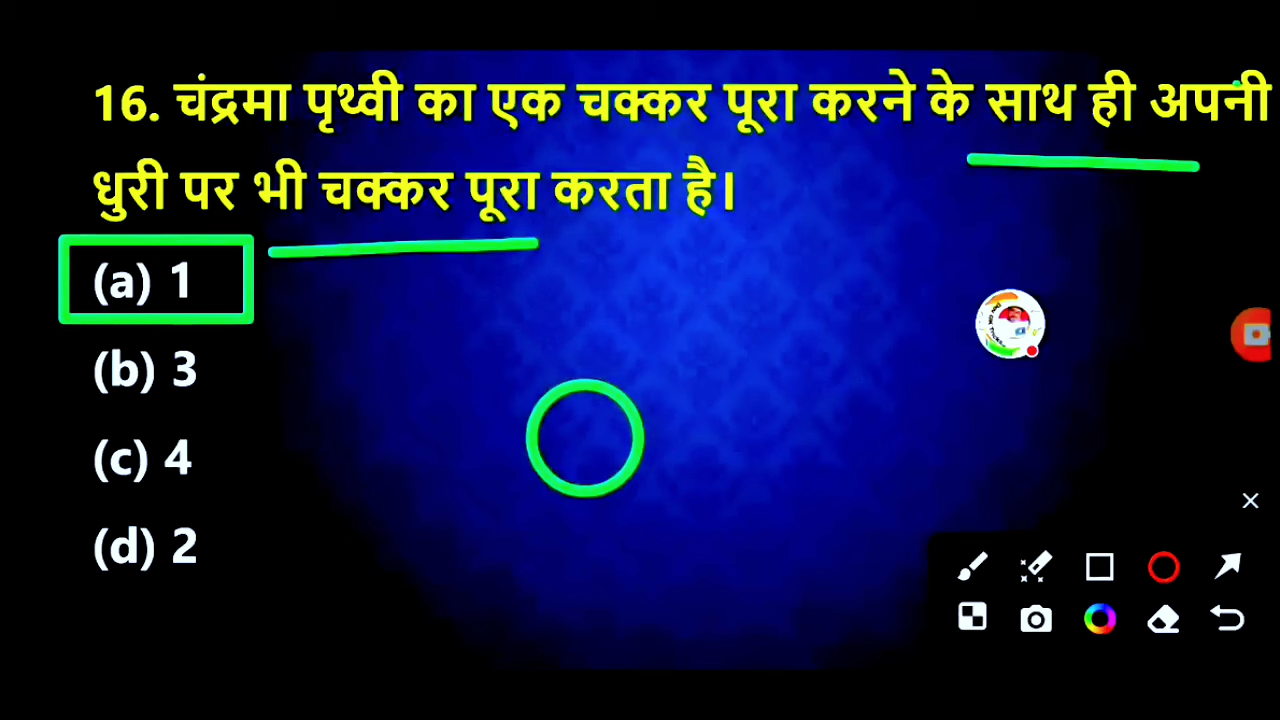 16. चंद्रमा पृथ्वी का एक चक्कर पूरा करने के साथ ही अपनी
धुरी पर भी चक्कर पूरा करता है।
(a) 1
(b) 3
(c) 4
(d) 2